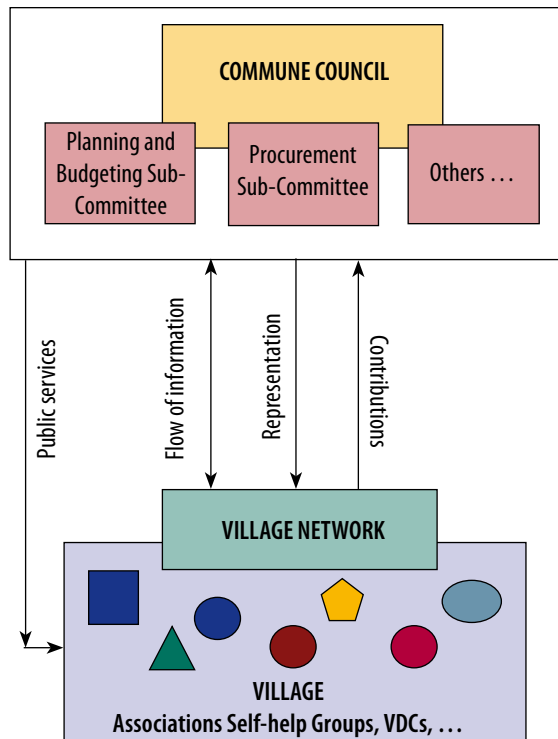 COMMUNE COUNCIL
Planning and
Budgeting Sub-
Committee
Procurement
Sub-Committee
Others …
Public services
Flow of information
Representation
Contributions
VILLAGE NETWORK
VILLAGE
Associations Self-help Groups, VDCs, …